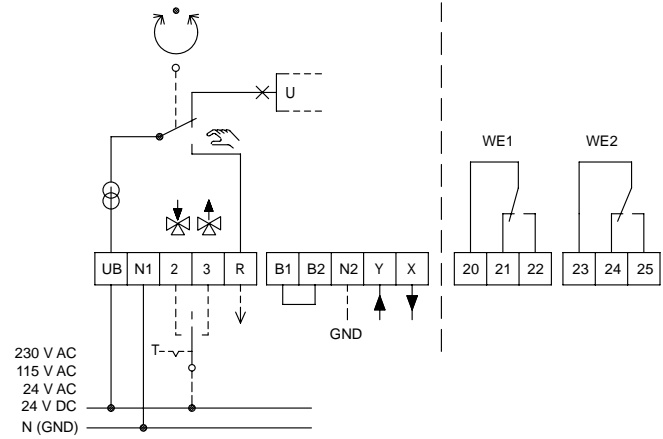 U
WE1 WE2
UB N1 2 3 R B1 B2 N2 Y X 20 21 22 23 24 25
GND
T
230 V AC
115 V AC
24 V AC
24 V DC
N (GND)